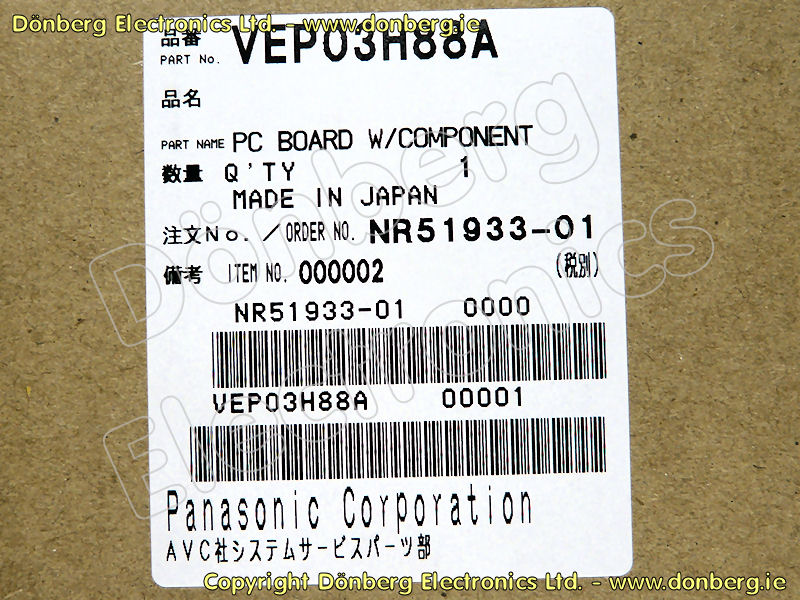 Dönberg Electronics Ltd. - www.donberg.ie
品番
PART No. VEP03H88A
品名
PART NAME PC BOARD W/COMPONENT
数量 Q'TY 1
MADE IN JAPAN
注文No./ORDER NO. NR51933-01
備考 ITEM NO. 000002 (税別)
NR51933-01 0000
VEP03H88A 00001
Panasonic Corporation
AVC社システムサービスパーツ部
Dönberg Electronics
Copyright Dönberg Electronics Ltd. - www.donberg.ie